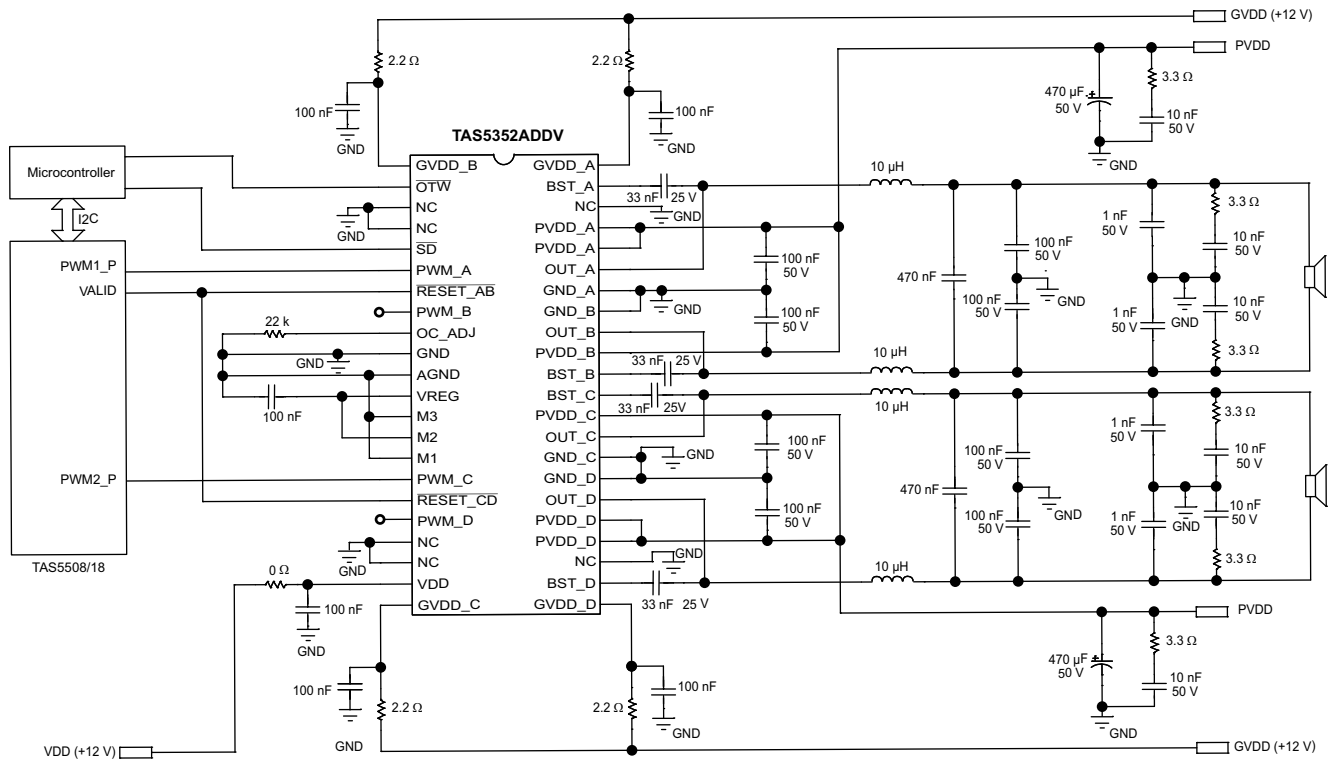 GVDD (+12 V)
PVDD
2.2 Ω
2.2 Ω
3.3 Ω
470 µF
50 V
10 nF
50 V
100 nF
100 nF
GND
GND
GND
TAS5352ADDV
Microcontroller
I2C
PWM1_P
VALID
PWM2_P
TAS5508/18
GVDD_B
OTW
NC
NC
SD
PWM_A
RESET_AB
PWM_B
OC_ADJ
GND
AGND
VREG
M3
M2
M1
PWM_C
RESET_CD
PWM_D
NC
NC
VDD
GVDD_C
GVDD_A
BST_A
NC
PVDD_A
PVDD_A
OUT_A
GND_A
GND_B
OUT_B
PVDD_B
BST_B
BST_C
PVDD_C
OUT_C
GND_C
GND_D
OUT_D
PVDD_D
PVDD_D
NC
BST_D
GVDD_D
GND
22 k
GND
100 nF
GND
0 Ω
100 nF
GND
33 nF 25 V
GND
100 nF
50 V
GND
100 nF
50 V
33 nF 25 V
33 nF 25V
100 nF
50 V
GND
100 nF
50 V
GND
33 nF 25 V
10 µH
10 µH
10 µH
10 µH
470 nF
100 nF
50 V
GND
100 nF
50 V
1 nF
50 V
GND
1 nF
50 V
3.3 Ω
10 nF
50 V
10 nF
50 V
3.3 Ω
470 nF
100 nF
50 V
GND
100 nF
50 V
1 nF
50 V
GND
1 nF
50 V
3.3 Ω
10 nF
50 V
10 nF
50 V
3.3 Ω
PVDD
470 µF
50 V
3.3 Ω
10 nF
50 V
GND
100 nF
2.2 Ω
GND
2.2 Ω
100 nF
GND
VDD (+12 V)
GVDD (+12 V)